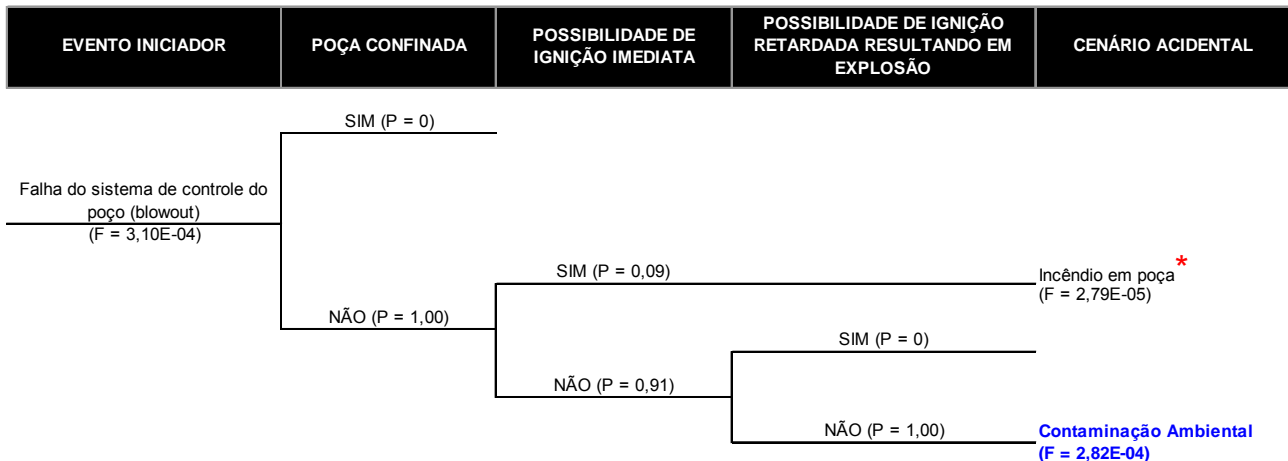 EVENTO INICIADOR
POÇA CONFINADA
POSSIBILIDADE DE
IGNIÇÃO IMEDIATA
POSSIBILIDADE DE IGNIÇÃO
RETARDADA RESULTANDO EM
EXPLOSÃO
CENÁRIO ACIDENTAL
SIM (P = 0)
Falha do sistema de controle do
poço (blowout)
(F = 3,10E-04)
SIM (P = 0,09)
Incêndio em poça*
(F = 2,79E-05)
NÃO (P = 1,00)
SIM (P = 0)
NÃO (P = 0,91)
NÃO (P = 1,00)
Contaminação Ambiental
(F = 2,82E-04)